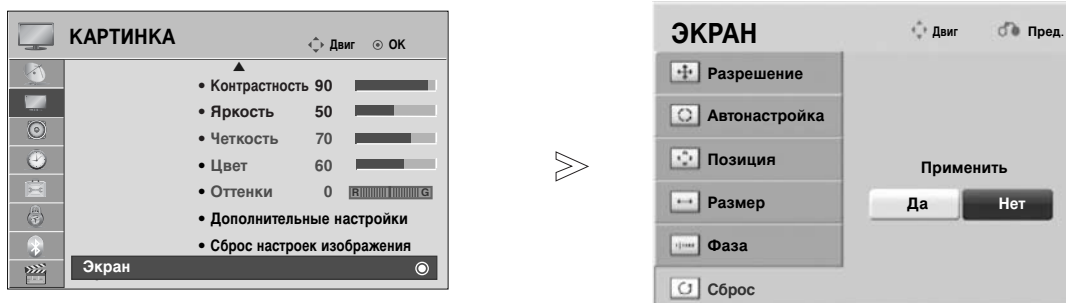 КАРТИНКА
Двиг
OK
• Контрастность 90
• Яркость 50
• Четкость 70
• Цвет 60
• Оттенки 0 R G
• Дополнительные настройки
• Сброс настроек изображения
Экран
ЭКРАН
Двиг
Пред.
Разрешение
Автонастройка
Позиция
Размер
Фаза
Сброс
Применить
Да
Нет